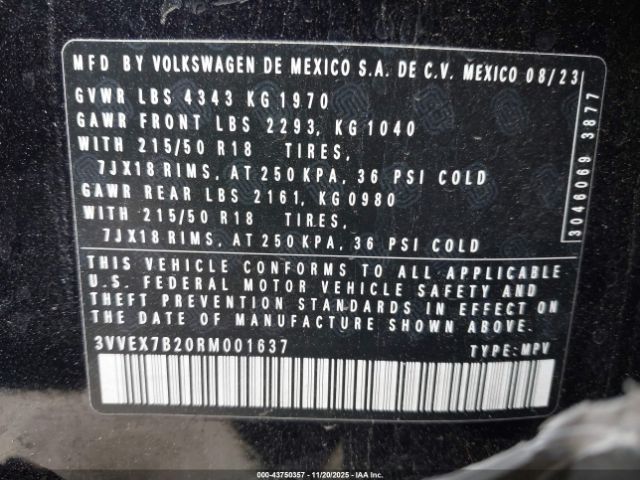 MFD BY VOLKSWAGEN DE MEXICO S.A. DE C.V. MEXICO 08/23
GVWR LBS 4343 KG 1970
GAWR FRONT LBS 2293, KG 1040
WITH 215/50 R18 TIRES,
7JX18 RIMS, AT 250 KPA, 36 PSI COLD
GAWR REAR LBS 2161, KG 0980
WITH 215/50 R18 TIRES,
7JX18 RIMS, AT 250 KPA, 36 PSI COLD
3046069 3877
THIS VEHICLE CONFORMS TO ALL APPLICABLE
U.S. FEDERAL MOTOR VEHICLE SAFETY AND
THEFT PREVENTION STANDARDS IN EFFECT ON
THE DATE OF MANUFACTURE SHOWN ABOVE.
3VVEX7B20RM001637 TYPE: MPV
000-43750357 - 11/20/2025 - IAA Inc.